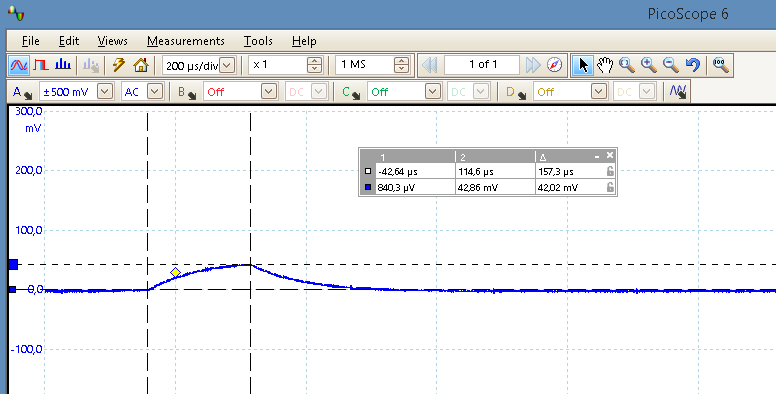 PicoScope 6
File Edit Views Measurements Tools Help
200 µs/div x 1 1 MS 1 of 1 100
A ±500 mV AC B Off DC C Off DC D Off DC
300,0
mV
1 2 Δ
-42,64 µs 114,6 µs 157,3 µs
840,3 µV 42,86 mV 42,02 mV
200,0
100,0
0,0
-100,0